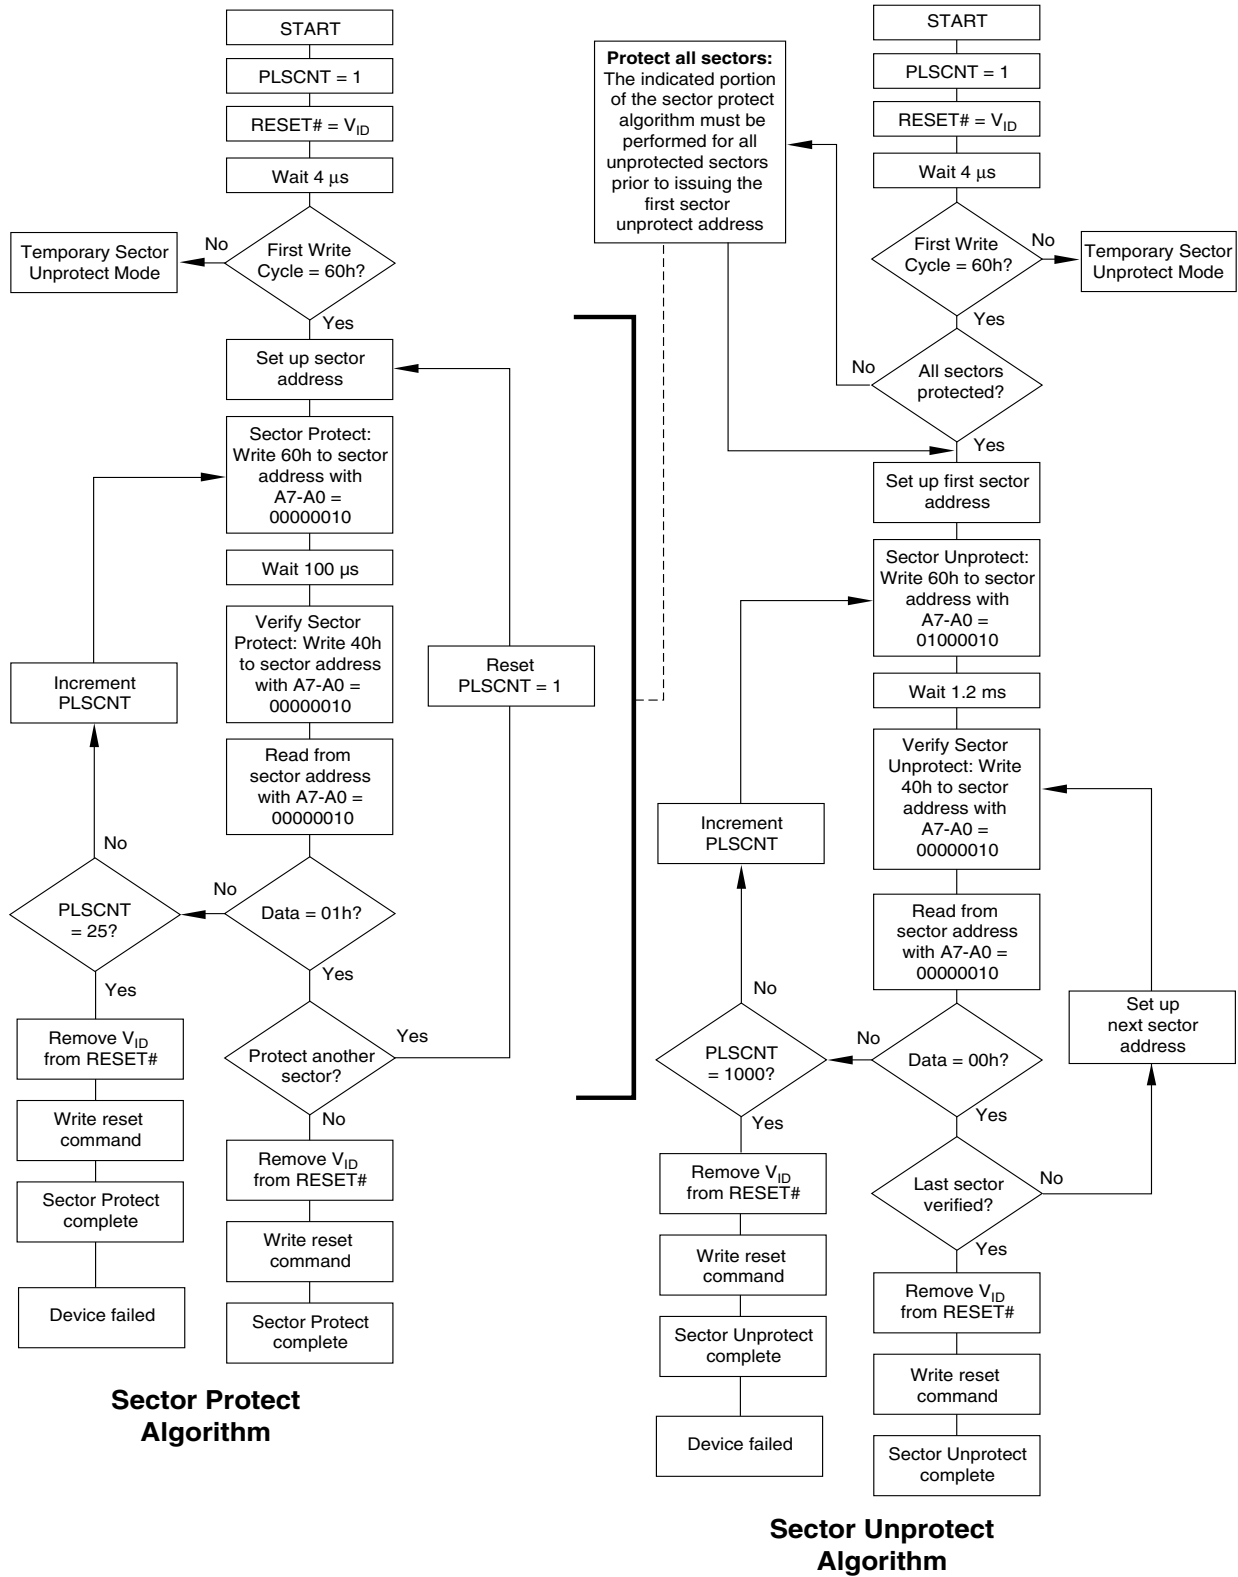 START
PLSCNT = 1
RESET# = VID
Wait 4 μs
First Write
Cycle = 60h?
No
Temporary Sector
Unprotect Mode
Yes
Set up sector
address
Sector Protect:
Write 60h to sector
address with
A7-A0 =
00000010
Wait 100 µs
Verify Sector
Protect: Write 40h
to sector address
with A7-A0 =
00000010
Read from
sector address
with A7-A0 =
00000010
Data = 01h?
No
PLSCNT
= 25?
No
Increment
PLSCNT
Yes
Remove VID
from RESET#
Write reset
command
Sector Protect
complete
Device failed
Yes
Protect another
sector?
Yes
Reset
PLSCNT = 1
No
Remove VID
from RESET#
Write reset
command
Sector Protect
complete
Sector Protect
Algorithm
Protect all sectors:
The indicated portion
of the sector protect
algorithm must be
performed for all
unprotected sectors
prior to issuing the
first sector
unprotect address
START
PLSCNT = 1
RESET# = VID
Wait 4 μs
First Write
Cycle = 60h?
No
Temporary Sector
Unprotect Mode
Yes
All sectors
protected?
No
Yes
Set up first sector
address
Sector Unprotect:
Write 60h to sector
address with
A7-A0 =
01000010
Wait 1.2 ms
Verify Sector
Unprotect: Write
40h to sector
address with
A7-A0 =
00000010
Read from
sector address
with A7-A0 =
00000010
Data = 00h?
No
PLSCNT
= 1000?
No
Increment
PLSCNT
Yes
Remove VID
from RESET#
Write reset
command
Sector Unprotect
complete
Device failed
Yes
Last sector
verified?
No
Set up
next sector
address
Yes
Remove VID
from RESET#
Write reset
command
Sector Unprotect
complete
Sector Unprotect
Algorithm